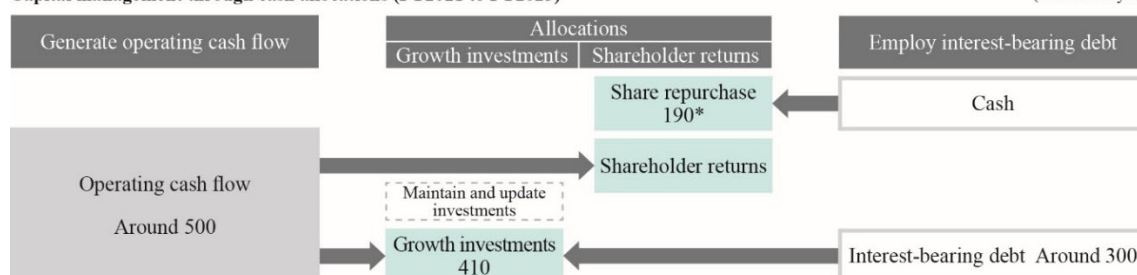 Generate operating cash flow
Allocations
Growth investments
Shareholder returns
Employ interest-bearing debt
Share repurchase
190*
Cash
Operating cash flow
Around 500
Shareholder returns
Maintain and update
investments
Growth investments
410
Interest-bearing debt Around 300